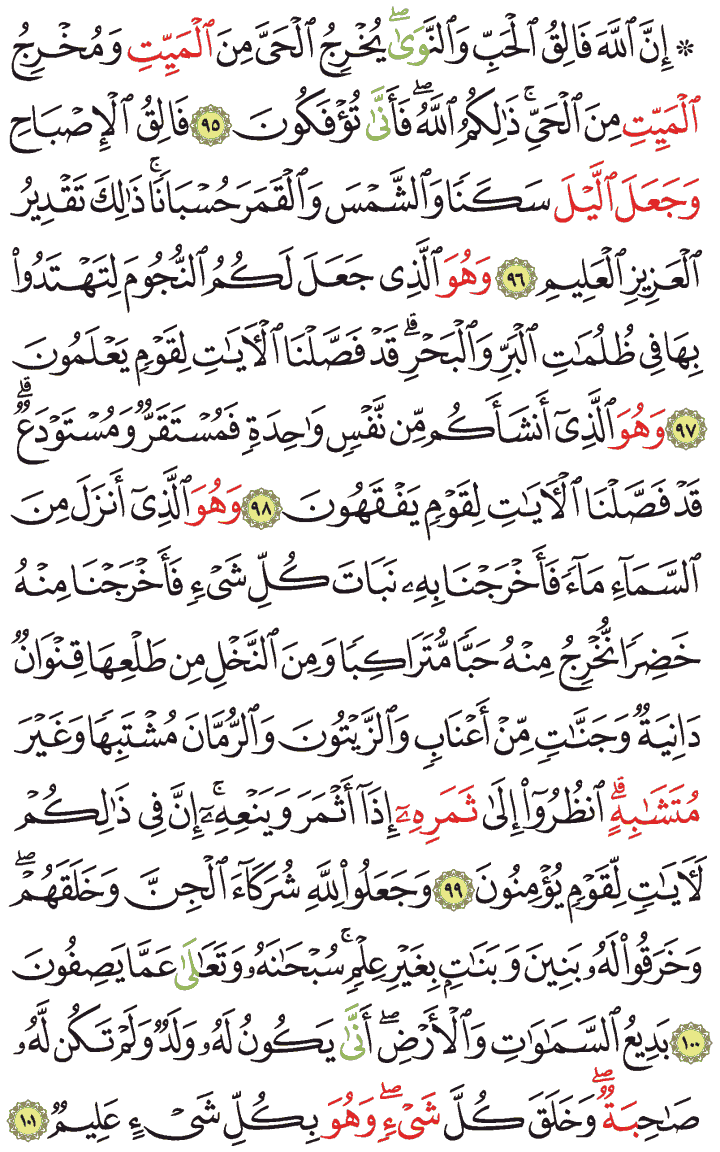 ۞ إِنَّ ٱللَّهَ فَالِقُ ٱلْحَبِّ وَٱلنَّوَىٰ ۖ يُخْرِجُ ٱلْحَىَّ مِنَ ٱلْمَيِّتِ وَمُخْرِجُ
ٱلْمَيِّتِ مِنَ ٱلْحَىِّ ۚ ذَٰلِكُمُ ٱللَّهُ ۖ فَأَنَّىٰ تُؤْفَكُونَ ٩٥ فَالِقُ ٱلْإِصْبَاحِ
وَجَعَلَ ٱلَّيْلَ سَكَنًا وَٱلشَّمْسَ وَٱلْقَمَرَ حُسْبَانًا ۚ ذَٰلِكَ تَقْدِيرُ
ٱلْعَزِيزِ ٱلْعَلِيمِ ٩٦ وَهُوَ ٱلَّذِى جَعَلَ لَكُمُ ٱلنُّجُومَ لِتَهْتَدُوا۟
بِهَا فِى ظُلُمَٰتِ ٱلْبَرِّ وَٱلْبَحْرِ ۗ قَدْ فَصَّلْنَا ٱلْـَٔايَٰتِ لِقَوْمٍ يَعْلَمُونَ
٩٧ وَهُوَ ٱلَّذِىٓ أَنشَأَكُم مِّن نَّفْسٍ وَٰحِدَةٍ فَمُسْتَقَرٌّ وَمُسْتَوْدَعٌ ۗ
قَدْ فَصَّلْنَا ٱلْـَٔايَٰتِ لِقَوْمٍ يَفْقَهُونَ ٩٨ وَهُوَ ٱلَّذِىٓ أَنزَلَ مِنَ
ٱلسَّمَآءِ مَآءً فَأَخْرَجْنَا بِهِۦ نَبَاتَ كُلِّ شَىْءٍ فَأَخْرَجْنَا مِنْهُ
خَضِرًا نُّخْرِجُ مِنْهُ حَبًّا مُّتَرَاكِبًا وَمِنَ ٱلنَّخْلِ مِن طَلْعِهَا قِنْوَانٌ
دَانِيَةٌ وَجَنَّٰتٍ مِّنْ أَعْنَابٍ وَٱلزَّيْتُونَ وَٱلرُّمَّانَ مُشْتَبِهًا وَغَيْرَ
مُتَشَٰبِهٍ ۗ ٱنظُرُوٓا۟ إِلَىٰ ثَمَرِهِۦٓ إِذَآ أَثْمَرَ وَيَنْعِهِۦٓ ۚ إِنَّ فِى ذَٰلِكُمْ
لَـَٔايَٰتٍ لِّقَوْمٍ يُؤْمِنُونَ ٩٩ وَجَعَلُوا۟ لِلَّهِ شُرَكَآءَ ٱلْجِنَّ وَخَلَقَهُمْ ۖ
وَخَرَقُوا۟ لَهُۥ بَنِينَ وَبَنَٰتٍۭ بِغَيْرِ عِلْمٍ ۚ سُبْحَٰنَهُۥ وَتَعَٰلَىٰ عَمَّا يَصِفُونَ
١٠٠ بَدِيعُ ٱلسَّمَٰوَٰتِ وَٱلْأَرْضِ ۖ أَنَّىٰ يَكُونُ لَهُۥ وَلَدٌ وَلَمْ تَكُن لَّهُۥ
صَٰحِبَةٌ ۖ وَخَلَقَ كُلَّ شَىْءٍ ۖ وَهُوَ بِكُلِّ شَىْءٍ عَلِيمٌ ١٠١